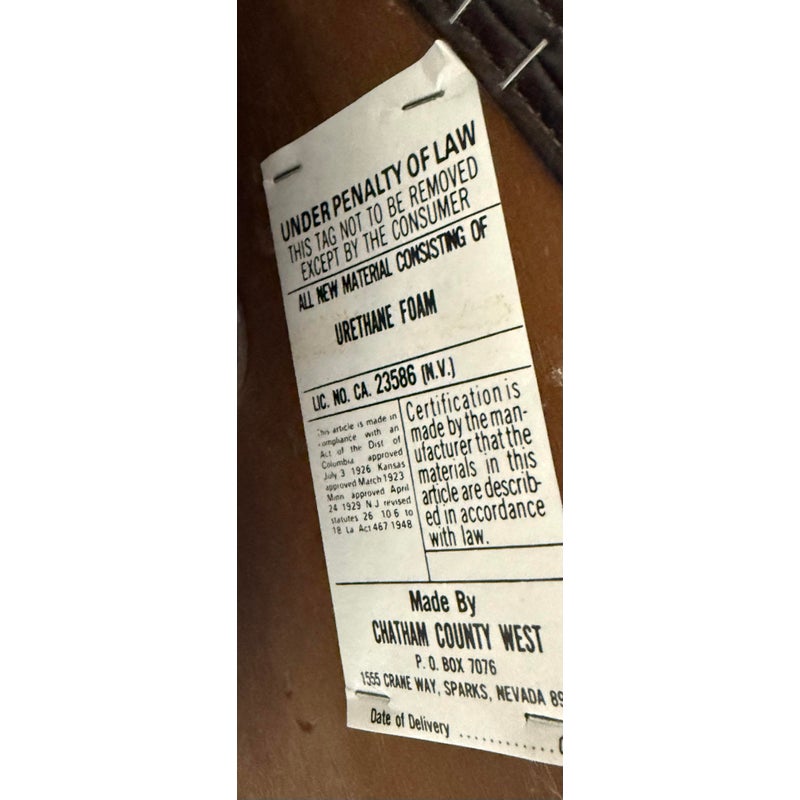 UNDER PENALTY OF LAW
THIS TAG NOT TO BE REMOVED
EXCEPT BY THE CONSUMER
ALL NEW MATERIAL CONSISTING OF
URETHANE FOAM
LIC. NO. CA. 23586 (N.V.)
This article is made in
compliance with an
Act of the Dist of
Columbia approved
July 3 1926 Kansas
approved March 1923
Minn approved April
24 1929 N J revised
statutes 26 10 6 to
18 La Act 467 1948
Certification is
made by the man-
ufacturer that the
materials in this
article are describ-
ed in accordance
with law.
Made By
CHATHAM COUNTY WEST
P. O. BOX 7076
1555 CRANE WAY, SPARKS, NEVADA 89
Date of Delivery ............